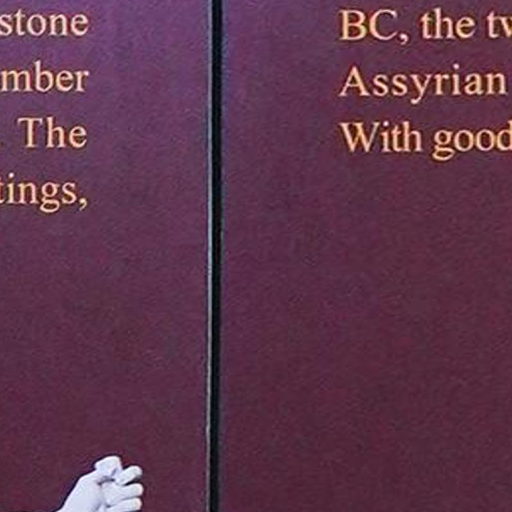 stone
mber
The
tings,
BC, the tw
Assyrian
With good